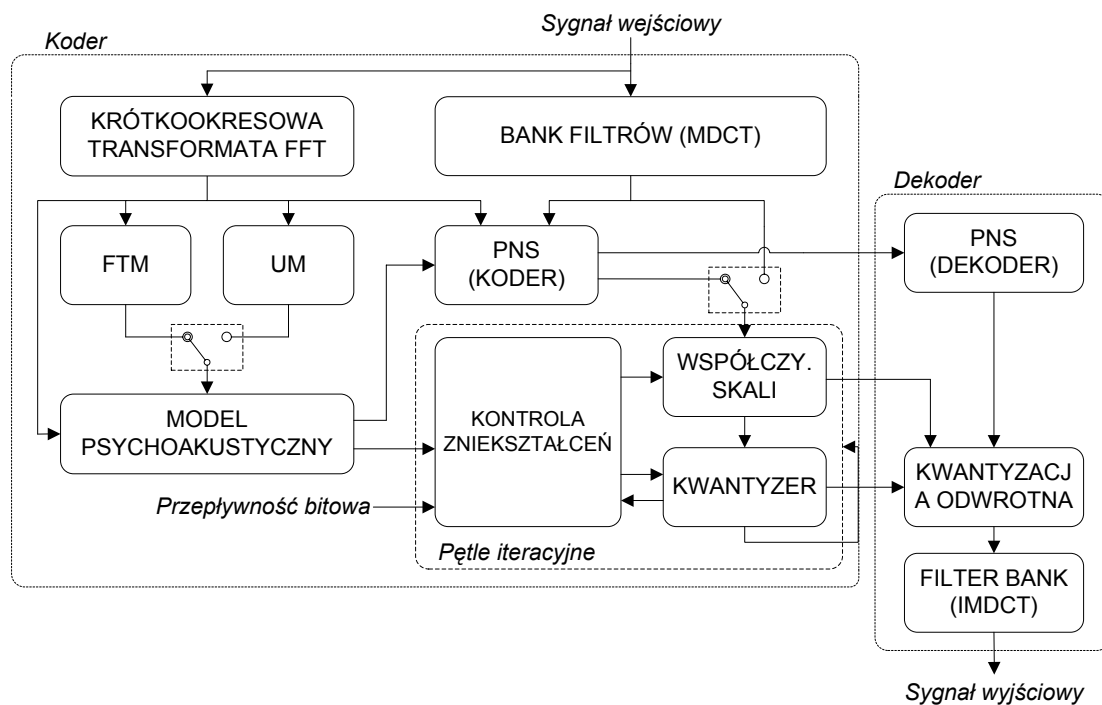 Sygnał wejściowy
Koder
KRÓTKOOKRESOWA
TRANSFORMATA FFT
BANK FILTRÓW (MDCT)
Dekoder
FTM
UM
PNS
(KODER)
PNS
(DEKODER)
WSPÓŁCZY.
SKALI
MODEL
PSYCHOAKUSTYCZNY
KONTROLA
ZNIEKSZTAŁCEŃ
KWANTYZER
KWANTYZACJ
A ODWROTNA
Przepływność bitowa
Pętle iteracyjne
FILTER BANK
(IMDCT)
Sygnał wyjściowy